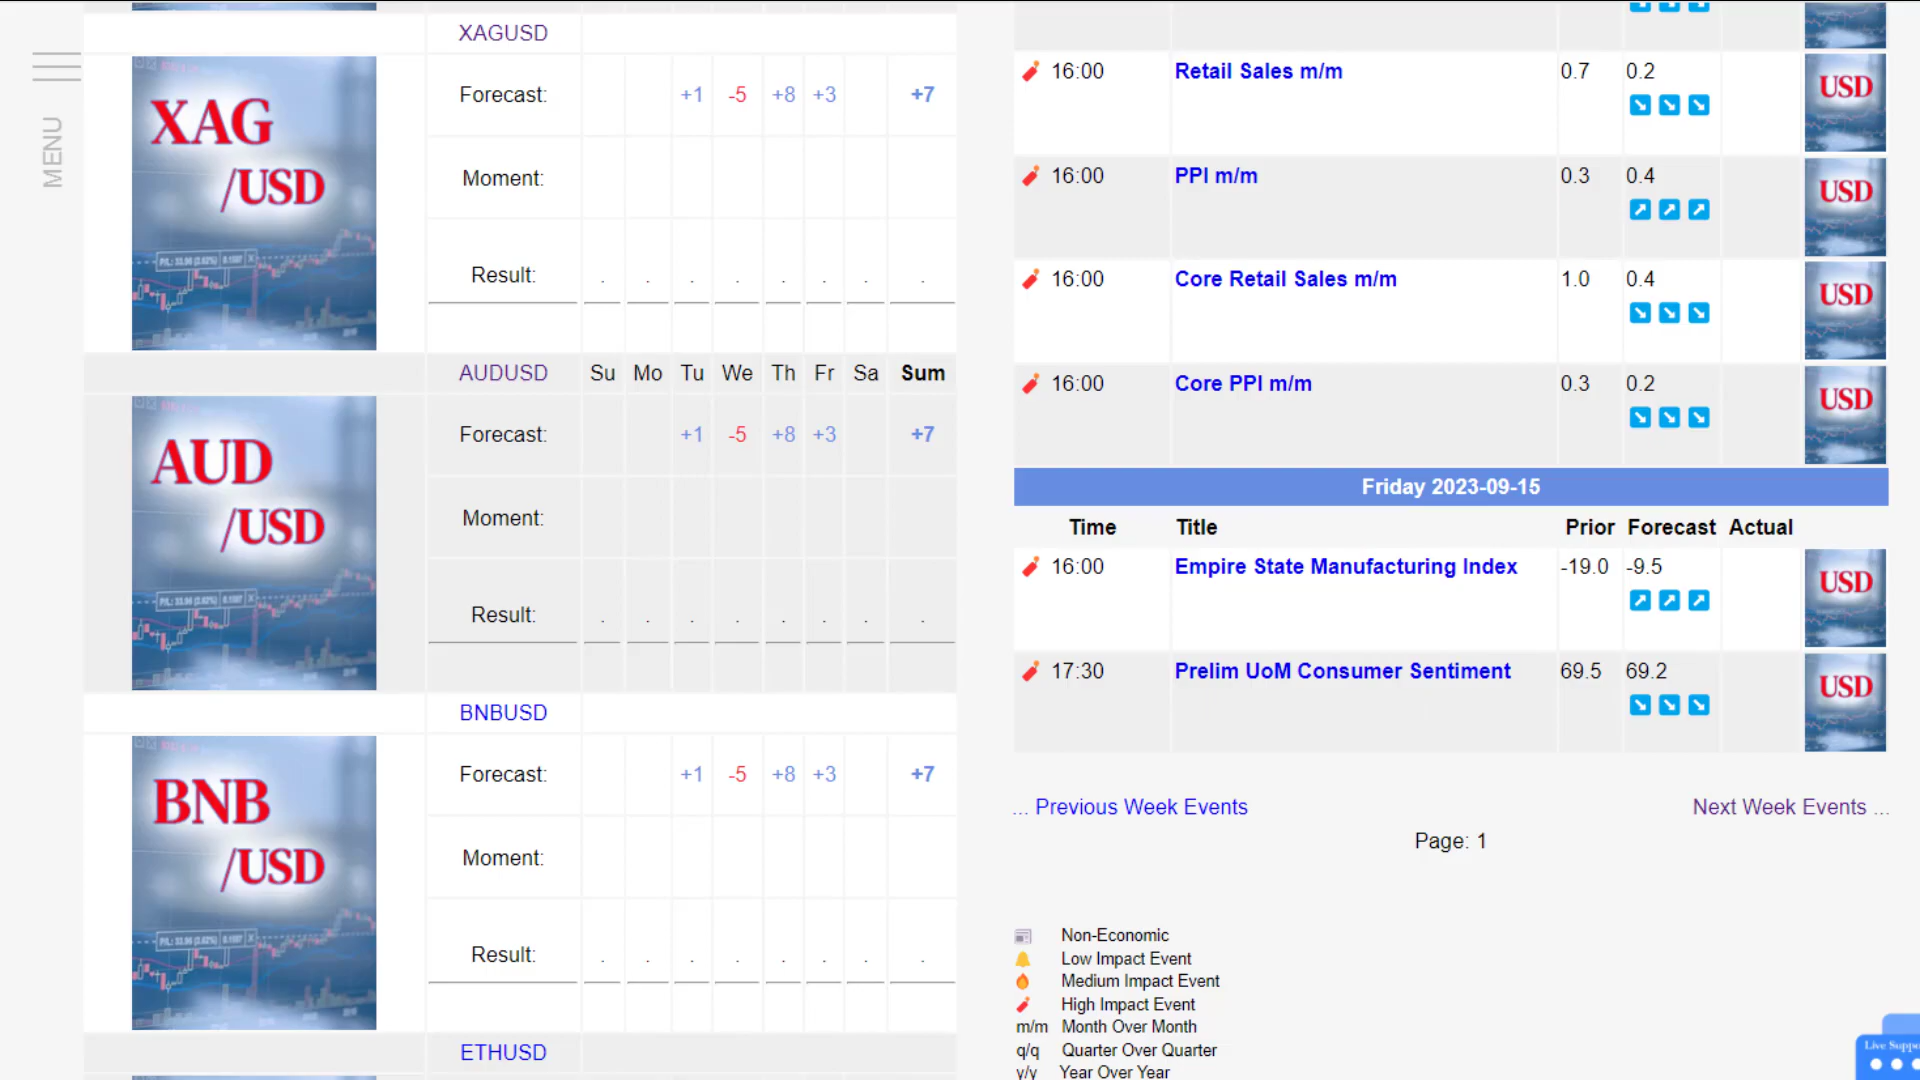 MENU
XAGUSD
XAG
/USD
Forecast: +1 -5 +8 +3 +7
Moment:
Result: . . . . . . . .
AUDUSD Su Mo Tu We Th Fr Sa Sum
AUD
/USD
Forecast: +1 -5 +8 +3 +7
Moment:
Result: . . . . . . . .
BNBUSD
BNB
/USD
Forecast: +1 -5 +8 +3 +7
Moment:
Result: . . . . . . . .
ETHUSD
16:00 Retail Sales m/m 0.7 0.2 USD
16:00 PPI m/m 0.3 0.4 USD
16:00 Core Retail Sales m/m 1.0 0.4 USD
16:00 Core PPI m/m 0.3 0.2 USD
Friday 2023-09-15
Time Title Prior Forecast Actual
16:00 Empire State Manufacturing Index -19.0 -9.5 USD
17:30 Prelim UoM Consumer Sentiment 69.5 69.2 USD
... Previous Week Events
Next Week Events ...
Page: 1
Non-Economic
Low Impact Event
Medium Impact Event
High Impact Event
m/m Month Over Month
q/q Quarter Over Quarter
y/y Year Over Year
Live Suppo